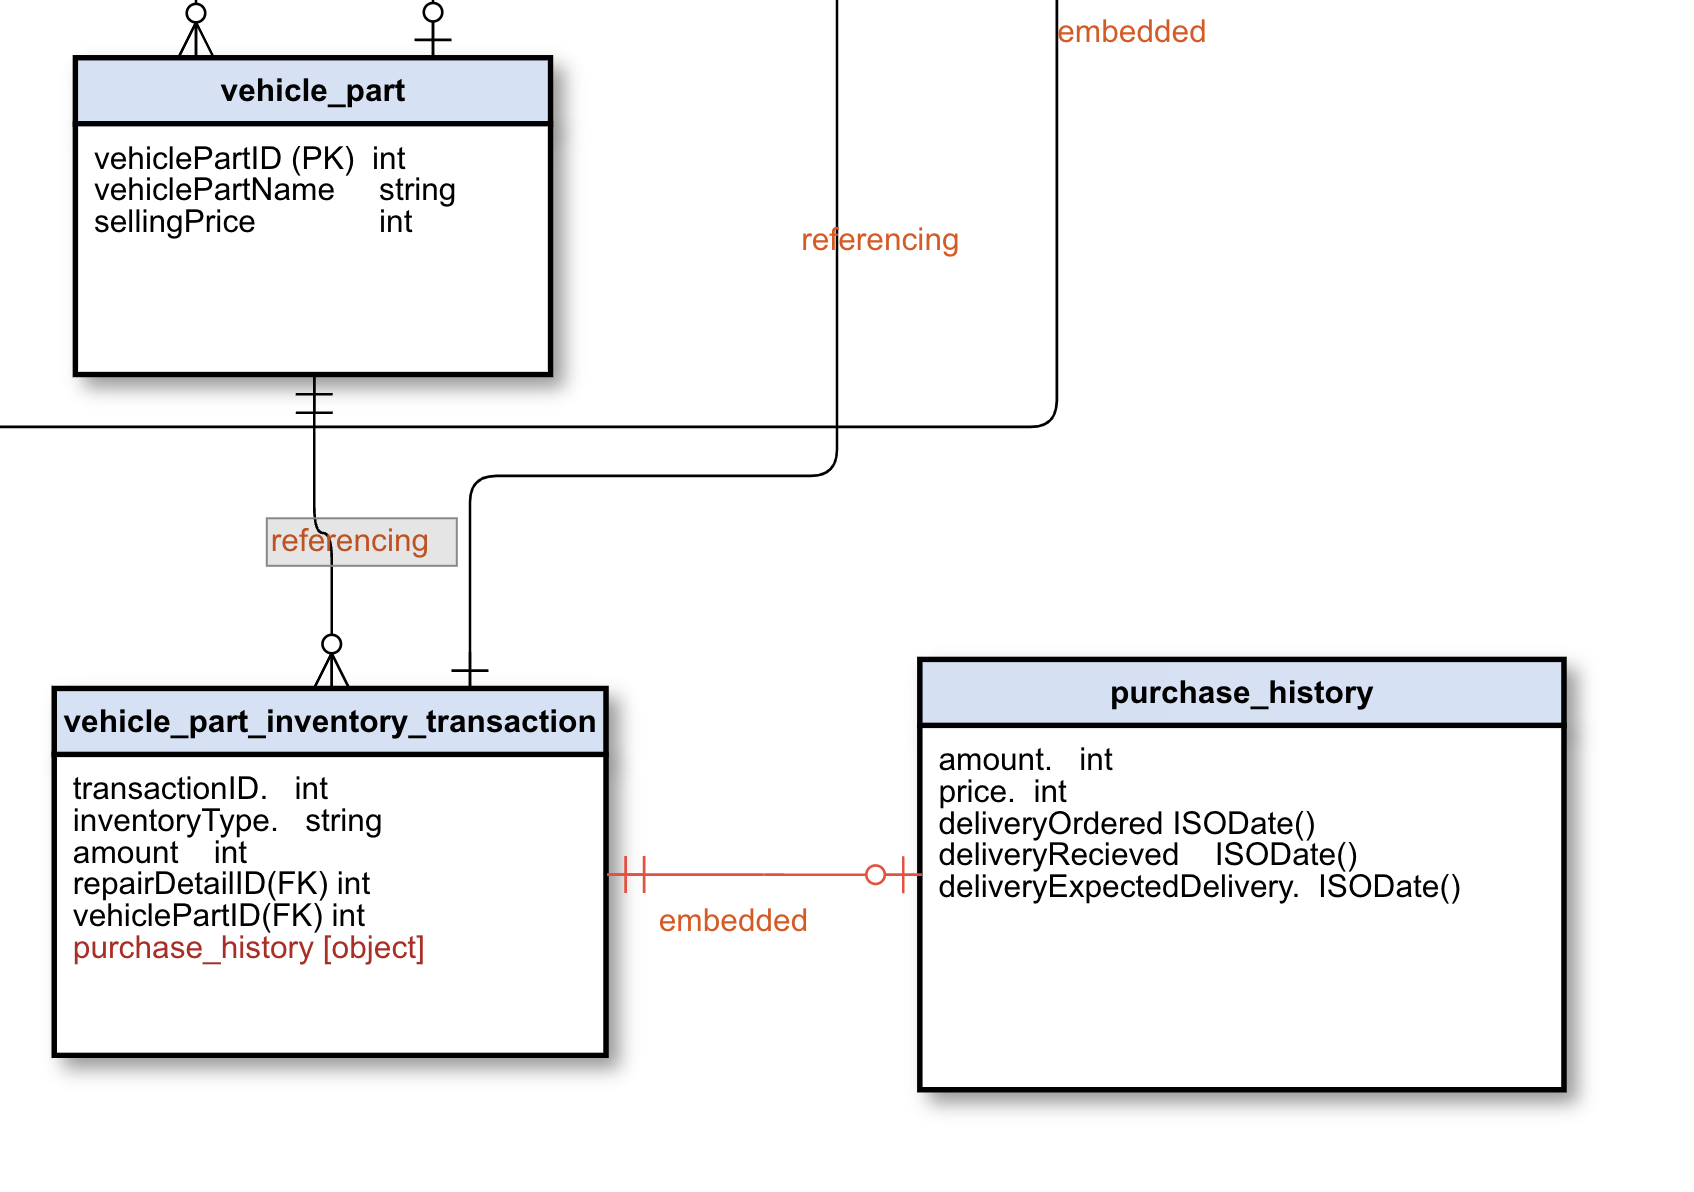 embedded
vehicle_part
vehiclePartID (PK) int
vehiclePartName string
sellingPrice int
referencing
referencing
vehicle_part_inventory_transaction
transactionID. int
inventoryType. string
amount int
repairDetailID(FK) int
vehiclePartID(FK) int
purchase_history [object]
embedded
purchase_history
amount. int
price. int
deliveryOrdered ISODate()
deliveryRecieved ISODate()
deliveryExpectedDelivery. ISODate()